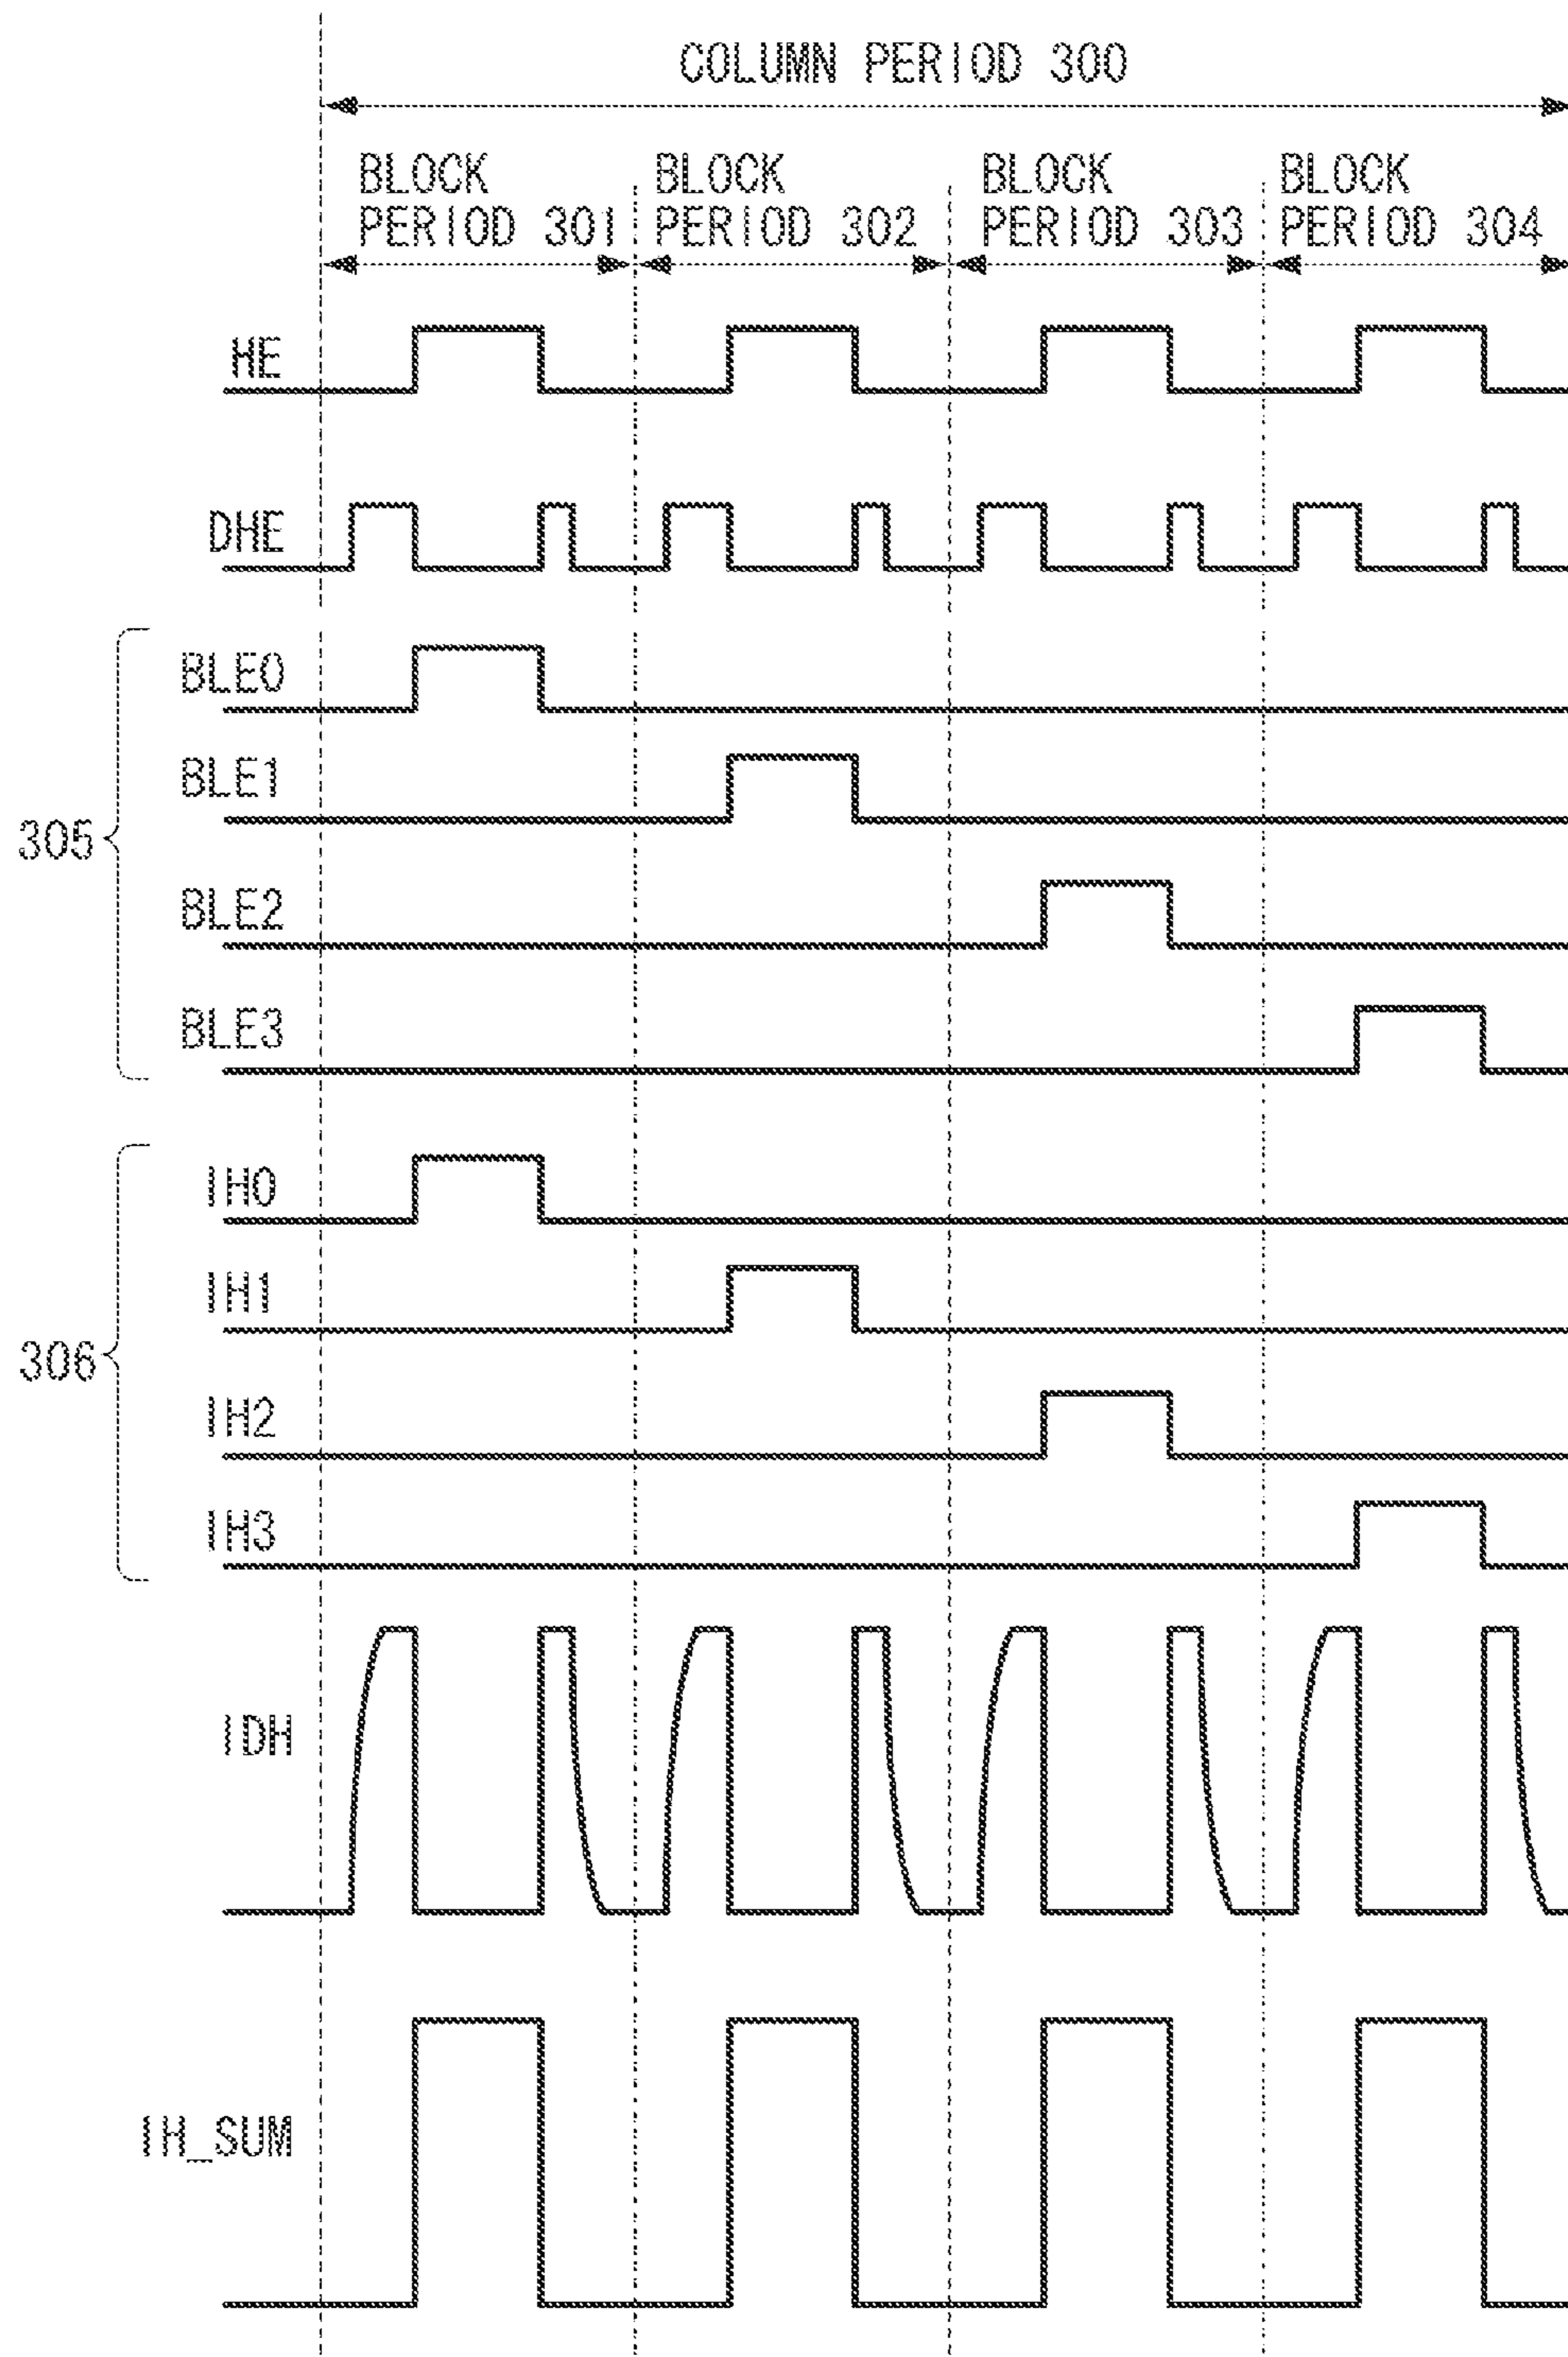 COLUMN PERIOD 300
BLOCK PERIOD 301
BLOCK PERIOD 302
BLOCK PERIOD 303
BLOCK PERIOD 304
HE
DHE
305
BLE0
BLE1
BLE2
BLE3
306
IH0
IH1
IH2
IH3
IDH
IH_SUM